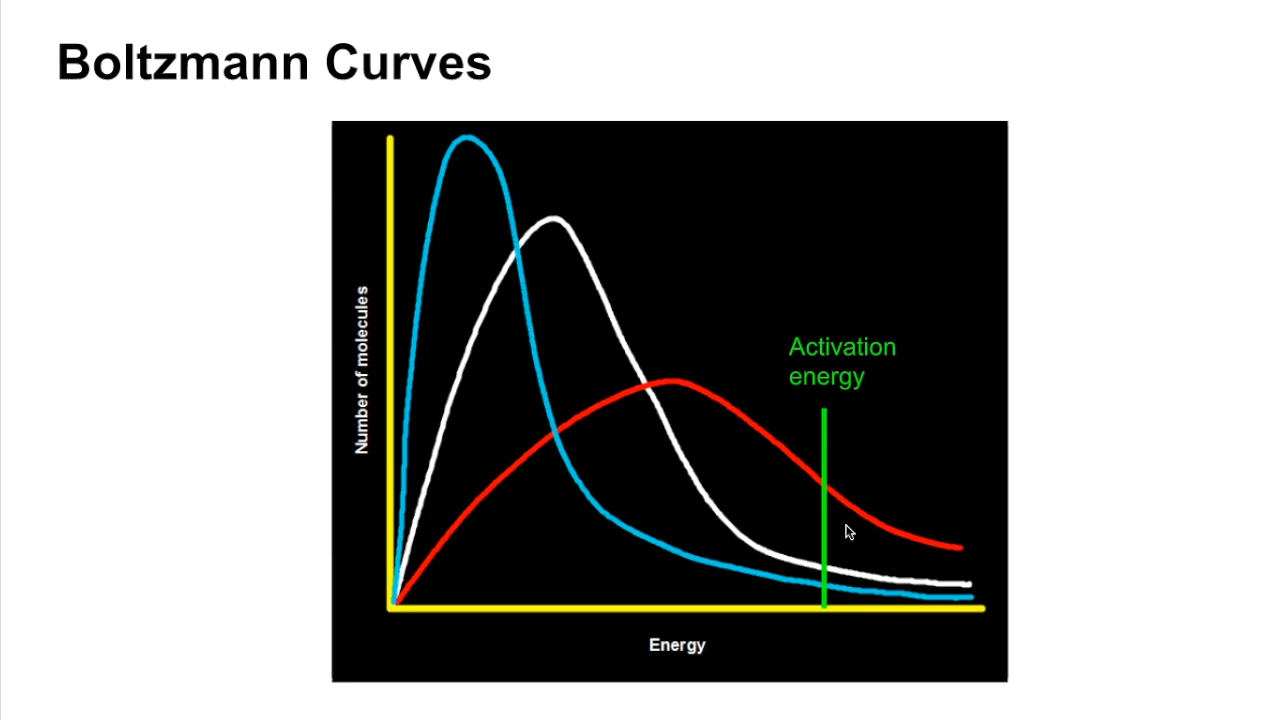 Boltzmann Curves
Number of molecules
Activation
energy
Energy